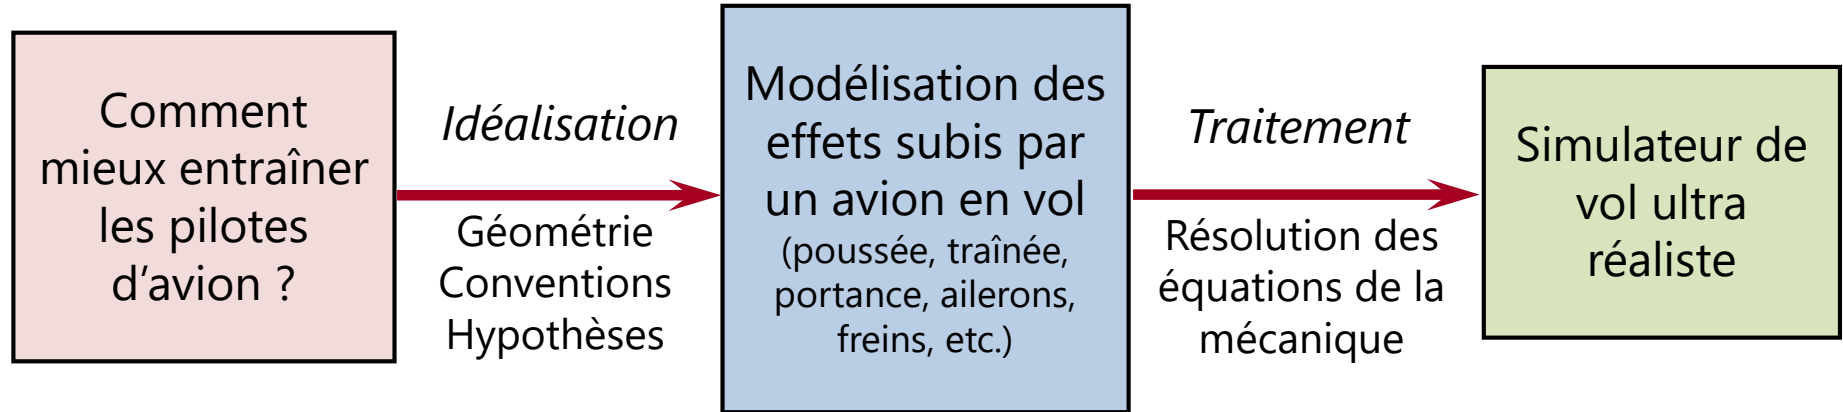 Comment
mieux entraîner
les pilotes
d’avion ?
Idéalisation
Géométrie
Conventions
Hypothèses
Modélisation des
effets subis par
un avion en vol
(poussée, traînée,
portance, ailerons,
freins, etc.)
Traitement
Résolution des
équations de la
mécanique
Simulateur de
vol ultra
réaliste